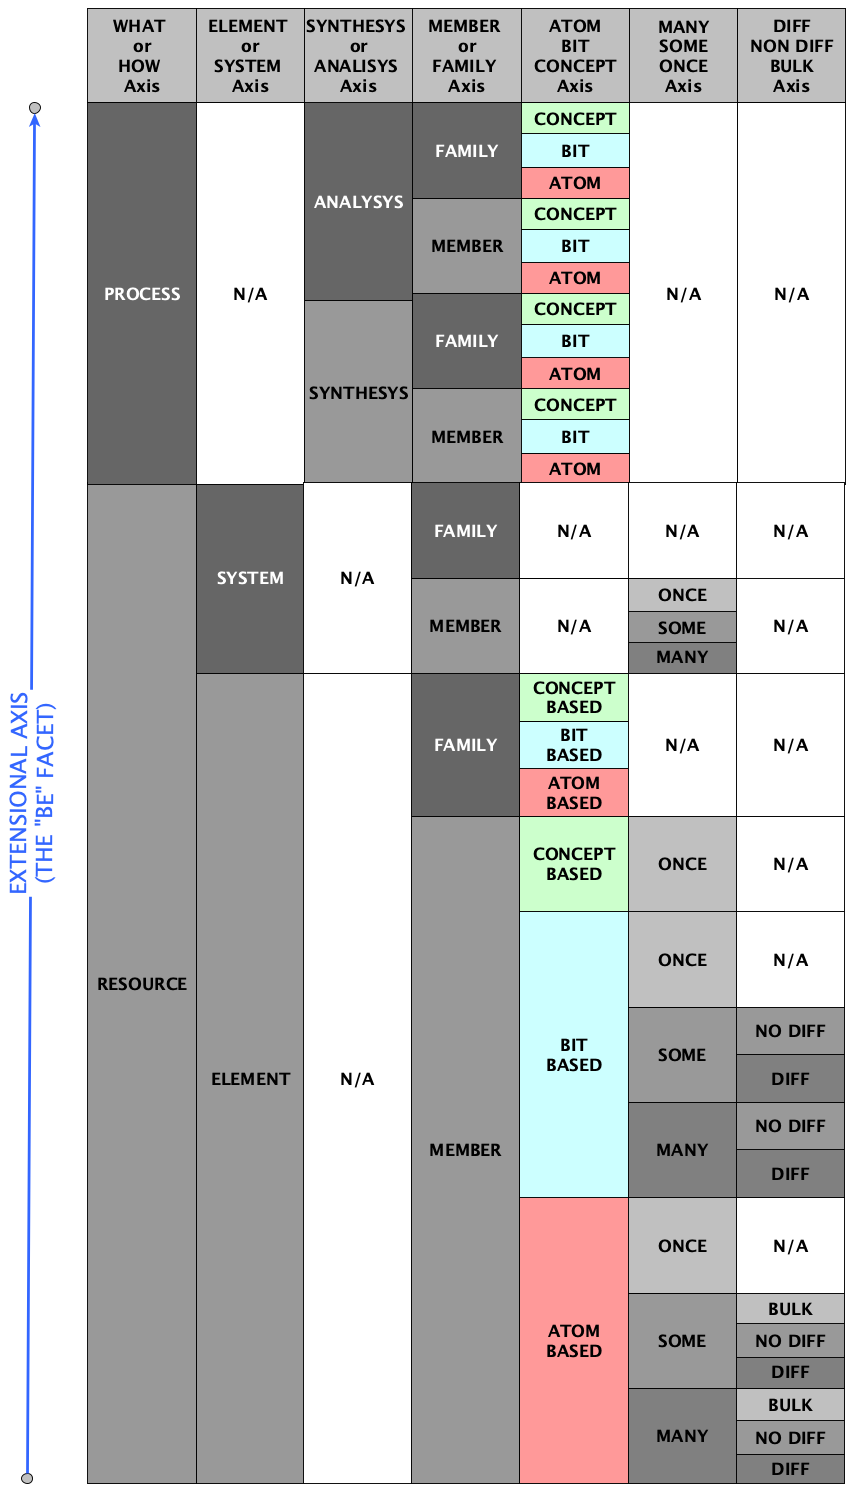 WHAT
or
HOW
Axis
ELEMENT
or
SYSTEM
Axis
SYNTHESYS
or
ANALISYS
Axis
MEMBER
or
FAMILY
Axis
ATOM
BIT
CONCEPT
Axis
MANY
SOME
ONCE
Axis
DIFF
NON DIFF
BULK
Axis
PROCESS
N/A
ANALYSYS
FAMILY
CONCEPT
BIT
ATOM
MEMBER
CONCEPT
BIT
ATOM
SYNTHESYS
FAMILY
CONCEPT
BIT
ATOM
MEMBER
CONCEPT
BIT
ATOM
N/A
N/A
RESOURCE
SYSTEM
N/A
FAMILY
N/A
N/A
N/A
MEMBER
N/A
ONCE
SOME
MANY
N/A
ELEMENT
N/A
FAMILY
CONCEPT
BASED
BIT
BASED
ATOM
BASED
N/A
N/A
MEMBER
CONCEPT
BASED
ONCE
N/A
BIT
BASED
ONCE
N/A
SOME
NO DIFF
DIFF
MANY
NO DIFF
DIFF
ATOM
BASED
ONCE
N/A
SOME
BULK
NO DIFF
DIFF
MANY
BULK
NO DIFF
DIFF
EXTENSIONAL AXIS
(THE "BE" FACET)